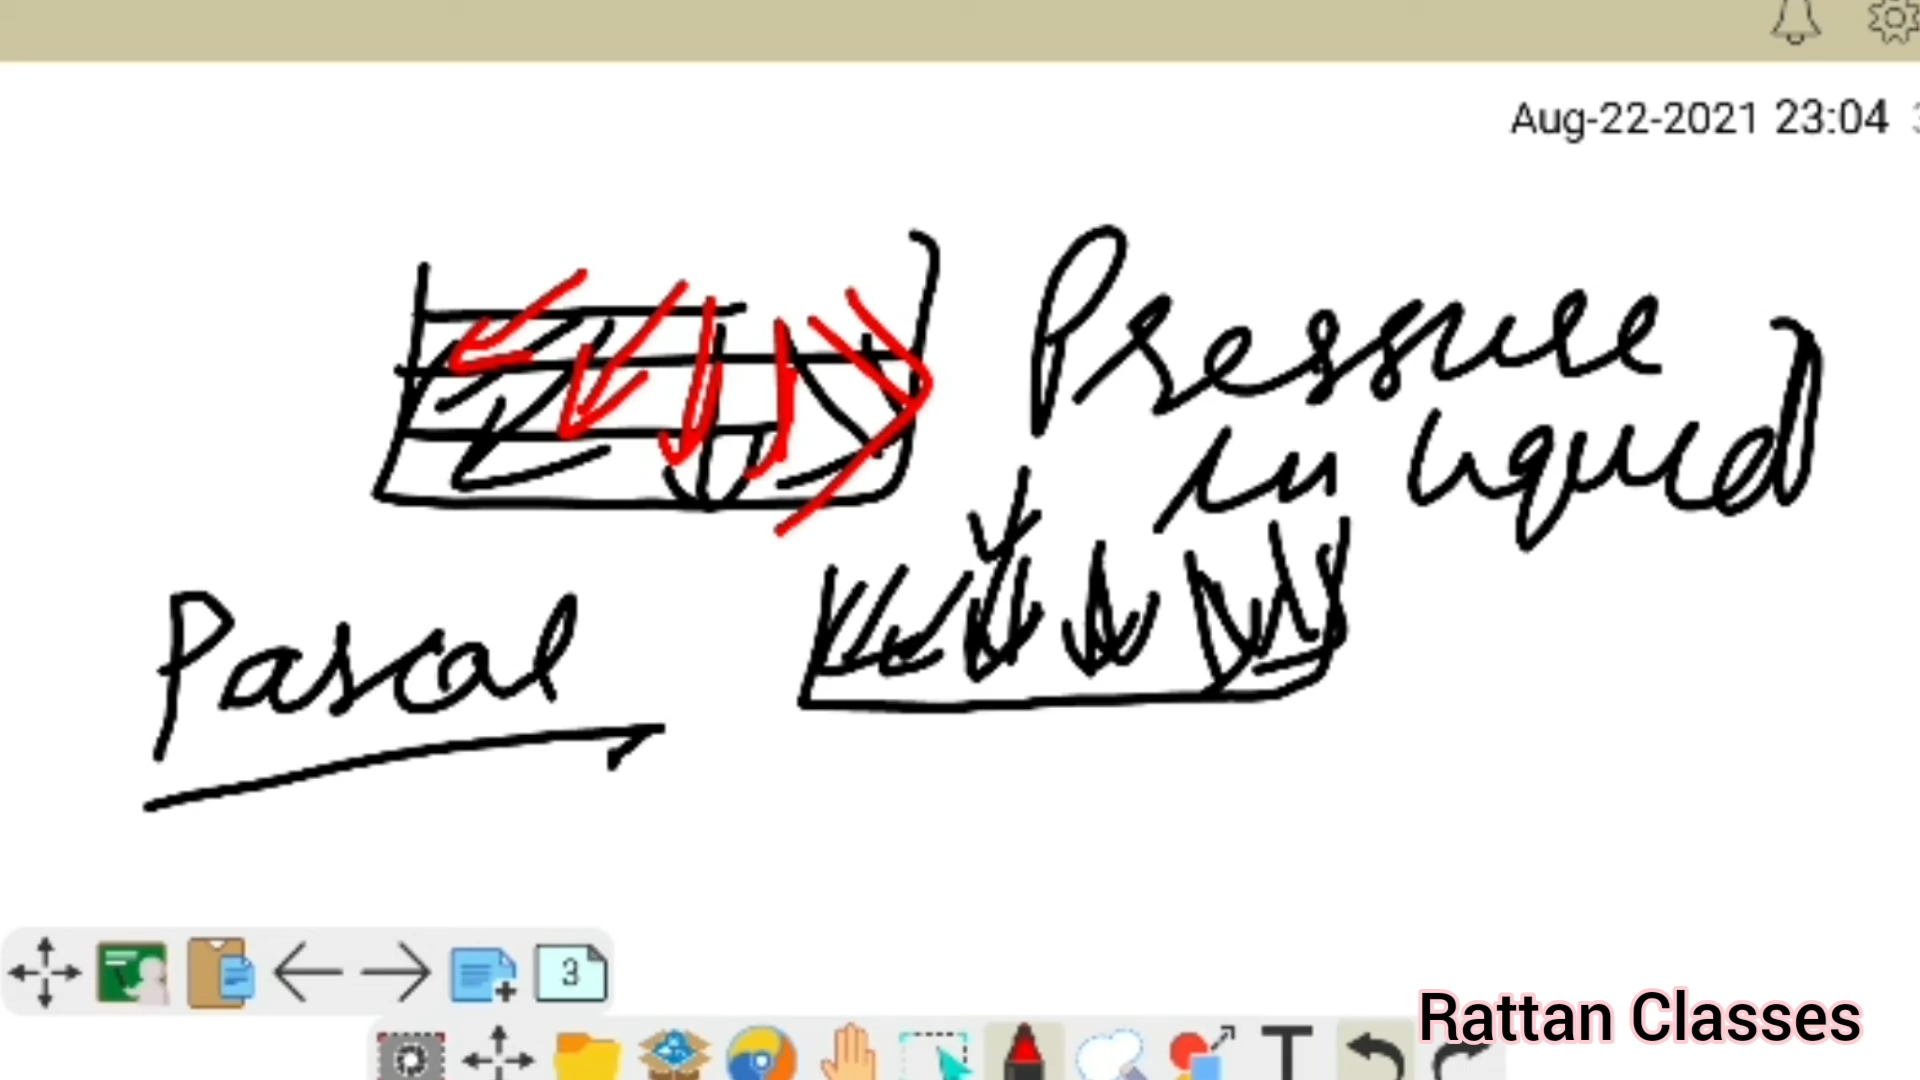 Aug-22-2021 23:04
Pressure
in liquid
Pascal
3
T
Rattan Classes